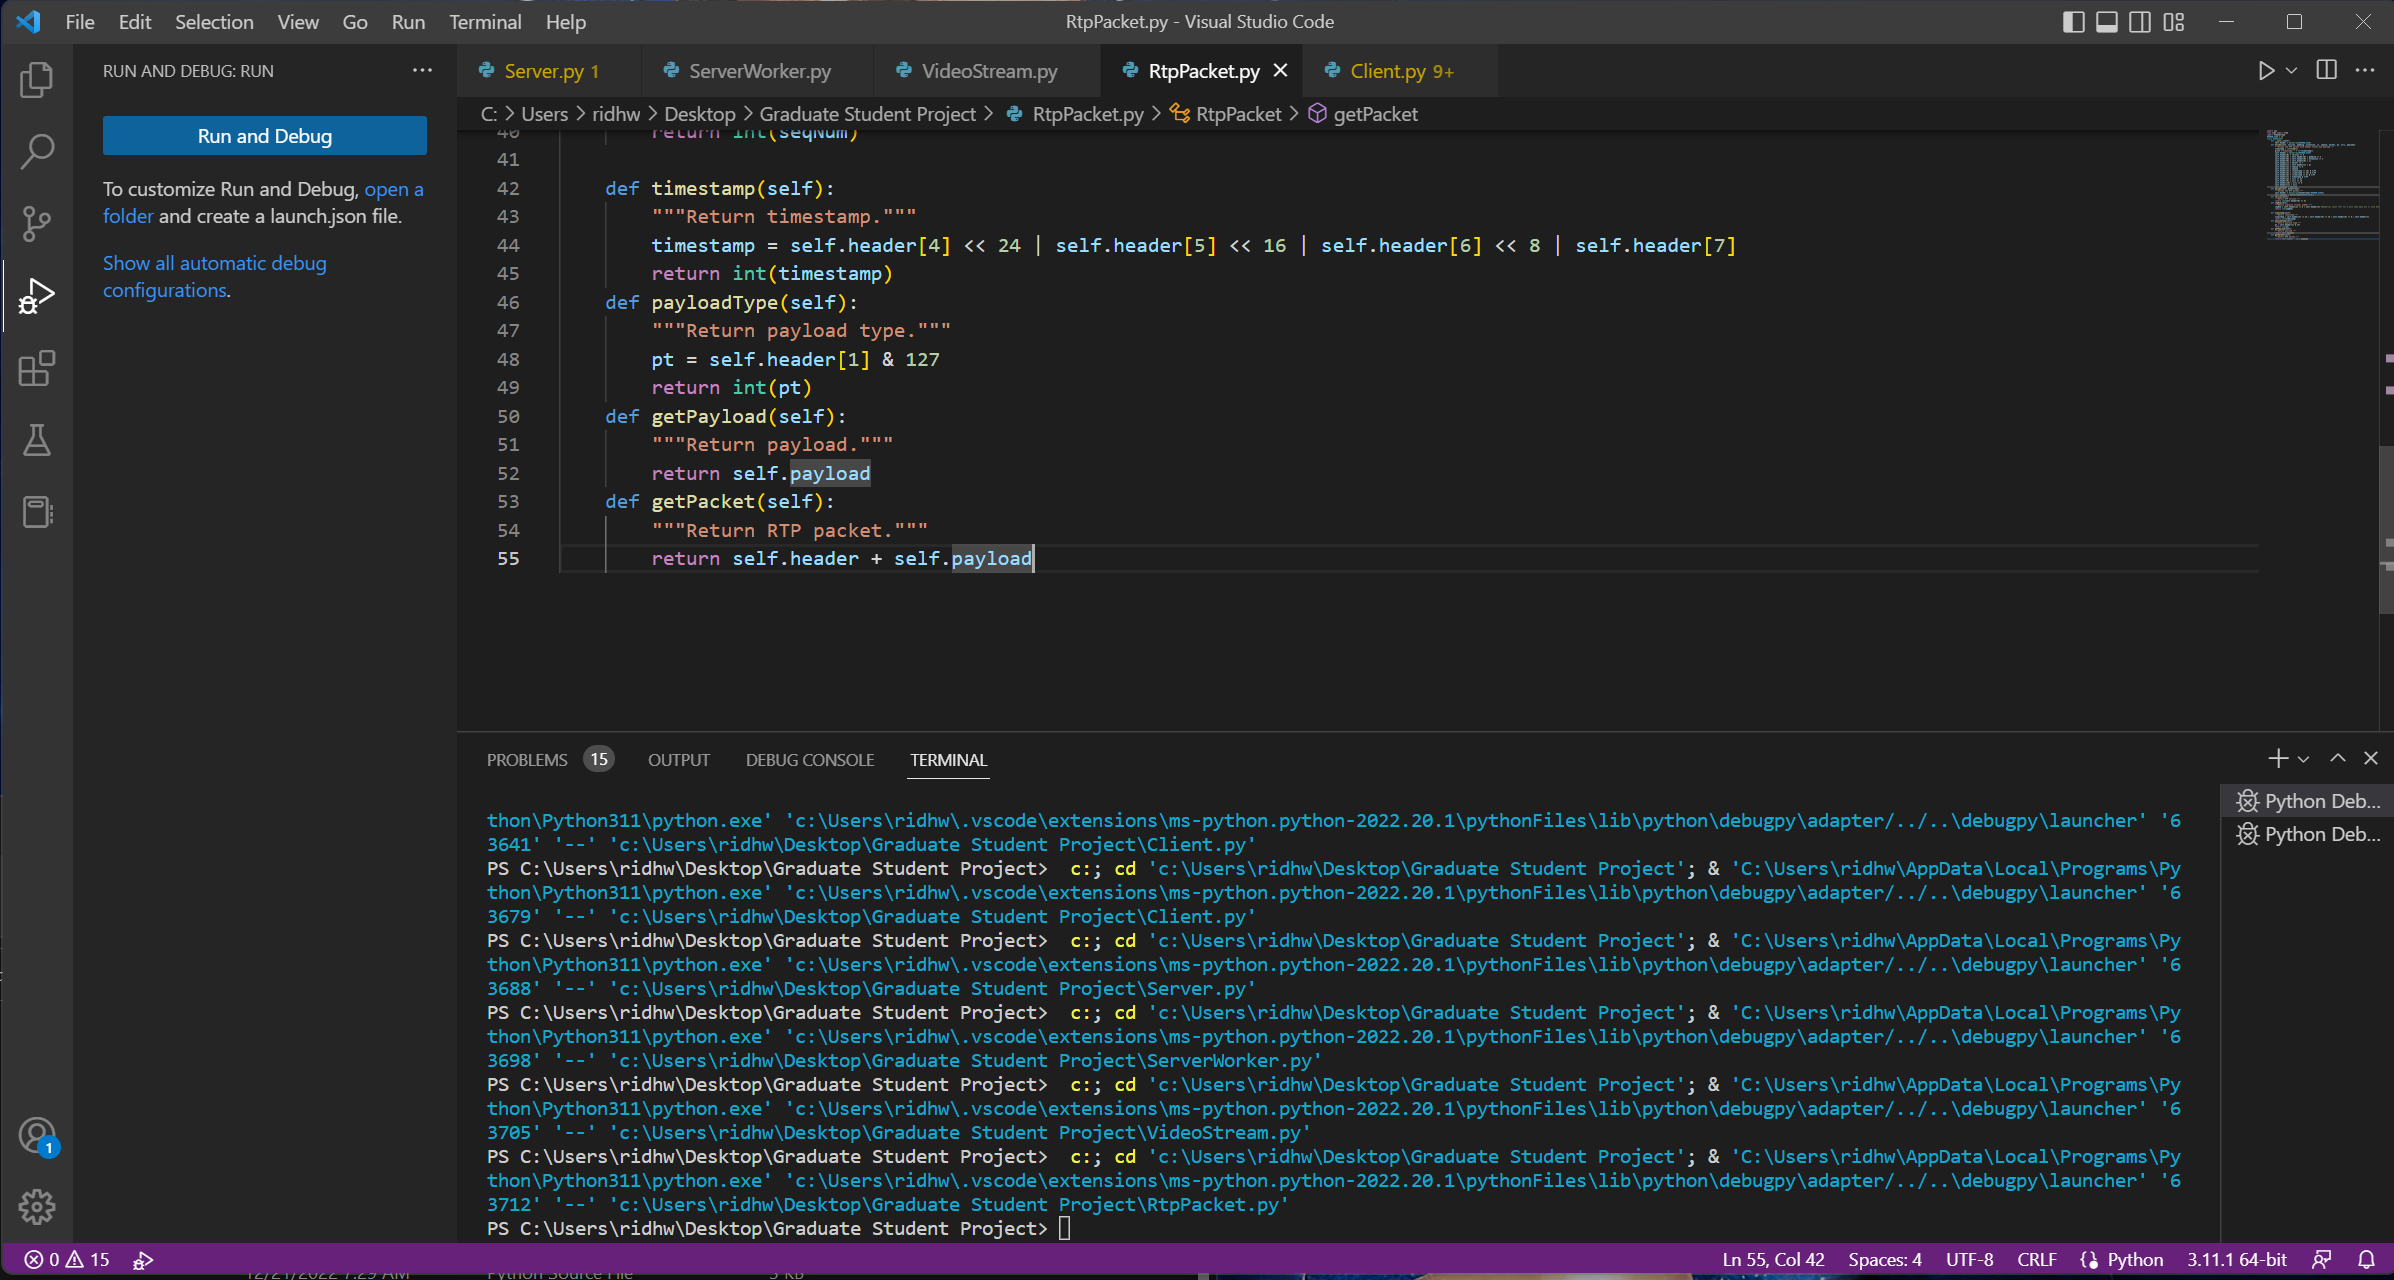 File Edit Selection View Go Run Terminal Help
RtpPacket.py - Visual Studio Code
RUN AND DEBUG: RUN
Run and Debug
To customize Run and Debug, open a
folder and create a launch.json file.
Show all automatic debug
configurations.
Server.py 1 ServerWorker.py VideoStream.py RtpPacket.py Client.py 9+
C: > Users > ridhw > Desktop > Graduate Student Project > RtpPacket.py > RtpPacket > getPacket
40 return int(seqNum)
41
42 def timestamp(self):
43 """Return timestamp."""
44 timestamp = self.header[4] << 24 | self.header[5] << 16 | self.header[6] << 8 | self.header[7]
45 return int(timestamp)
46 def payloadType(self):
47 """Return payload type."""
48 pt = self.header[1] & 127
49 return int(pt)
50 def getPayload(self):
51 """Return payload."""
52 return self.payload
53 def getPacket(self):
54 """Return RTP packet."""
55 return self.header + self.payload
PROBLEMS 15 OUTPUT DEBUG CONSOLE TERMINAL
thon\Python311\python.exe' 'c:\Users\ridhw\.vscode\extensions\ms-python.python-2022.20.1\pythonFiles\lib\python\debugpy\adapter/../..\debugpy\launcher' '6
3641' '--' 'c:\Users\ridhw\Desktop\Graduate Student Project\Client.py'
PS C:\Users\ridhw\Desktop\Graduate Student Project>  c:; cd 'c:\Users\ridhw\Desktop\Graduate Student Project'; & 'C:\Users\ridhw\AppData\Local\Programs\Py
thon\Python311\python.exe' 'c:\Users\ridhw\.vscode\extensions\ms-python.python-2022.20.1\pythonFiles\lib\python\debugpy\adapter/../..\debugpy\launcher' '6
3679' '--' 'c:\Users\ridhw\Desktop\Graduate Student Project\Client.py'
PS C:\Users\ridhw\Desktop\Graduate Student Project>  c:; cd 'c:\Users\ridhw\Desktop\Graduate Student Project'; & 'C:\Users\ridhw\AppData\Local\Programs\Py
thon\Python311\python.exe' 'c:\Users\ridhw\.vscode\extensions\ms-python.python-2022.20.1\pythonFiles\lib\python\debugpy\adapter/../..\debugpy\launcher' '6
3688' '--' 'c:\Users\ridhw\Desktop\Graduate Student Project\Server.py'
PS C:\Users\ridhw\Desktop\Graduate Student Project>  c:; cd 'c:\Users\ridhw\Desktop\Graduate Student Project'; & 'C:\Users\ridhw\AppData\Local\Programs\Py
thon\Python311\python.exe' 'c:\Users\ridhw\.vscode\extensions\ms-python.python-2022.20.1\pythonFiles\lib\python\debugpy\adapter/../..\debugpy\launcher' '6
3698' '--' 'c:\Users\ridhw\Desktop\Graduate Student Project\ServerWorker.py'
PS C:\Users\ridhw\Desktop\Graduate Student Project>  c:; cd 'c:\Users\ridhw\Desktop\Graduate Student Project'; & 'C:\Users\ridhw\AppData\Local\Programs\Py
thon\Python311\python.exe' 'c:\Users\ridhw\.vscode\extensions\ms-python.python-2022.20.1\pythonFiles\lib\python\debugpy\adapter/../..\debugpy\launcher' '6
3705' '--' 'c:\Users\ridhw\Desktop\Graduate Student Project\VideoStream.py'
PS C:\Users\ridhw\Desktop\Graduate Student Project>  c:; cd 'c:\Users\ridhw\Desktop\Graduate Student Project'; & 'C:\Users\ridhw\AppData\Local\Programs\Py
thon\Python311\python.exe' 'c:\Users\ridhw\.vscode\extensions\ms-python.python-2022.20.1\pythonFiles\lib\python\debugpy\adapter/../..\debugpy\launcher' '6
3712' '--' 'c:\Users\ridhw\Desktop\Graduate Student Project\RtpPacket.py'
PS C:\Users\ridhw\Desktop\Graduate Student Project>
Python Deb...
Python Deb...
1
0 15
Ln 55, Col 42 Spaces: 4 UTF-8 CRLF Python 3.11.1 64-bit
12/21/2022 7:29 AM Python Source File 3 KB